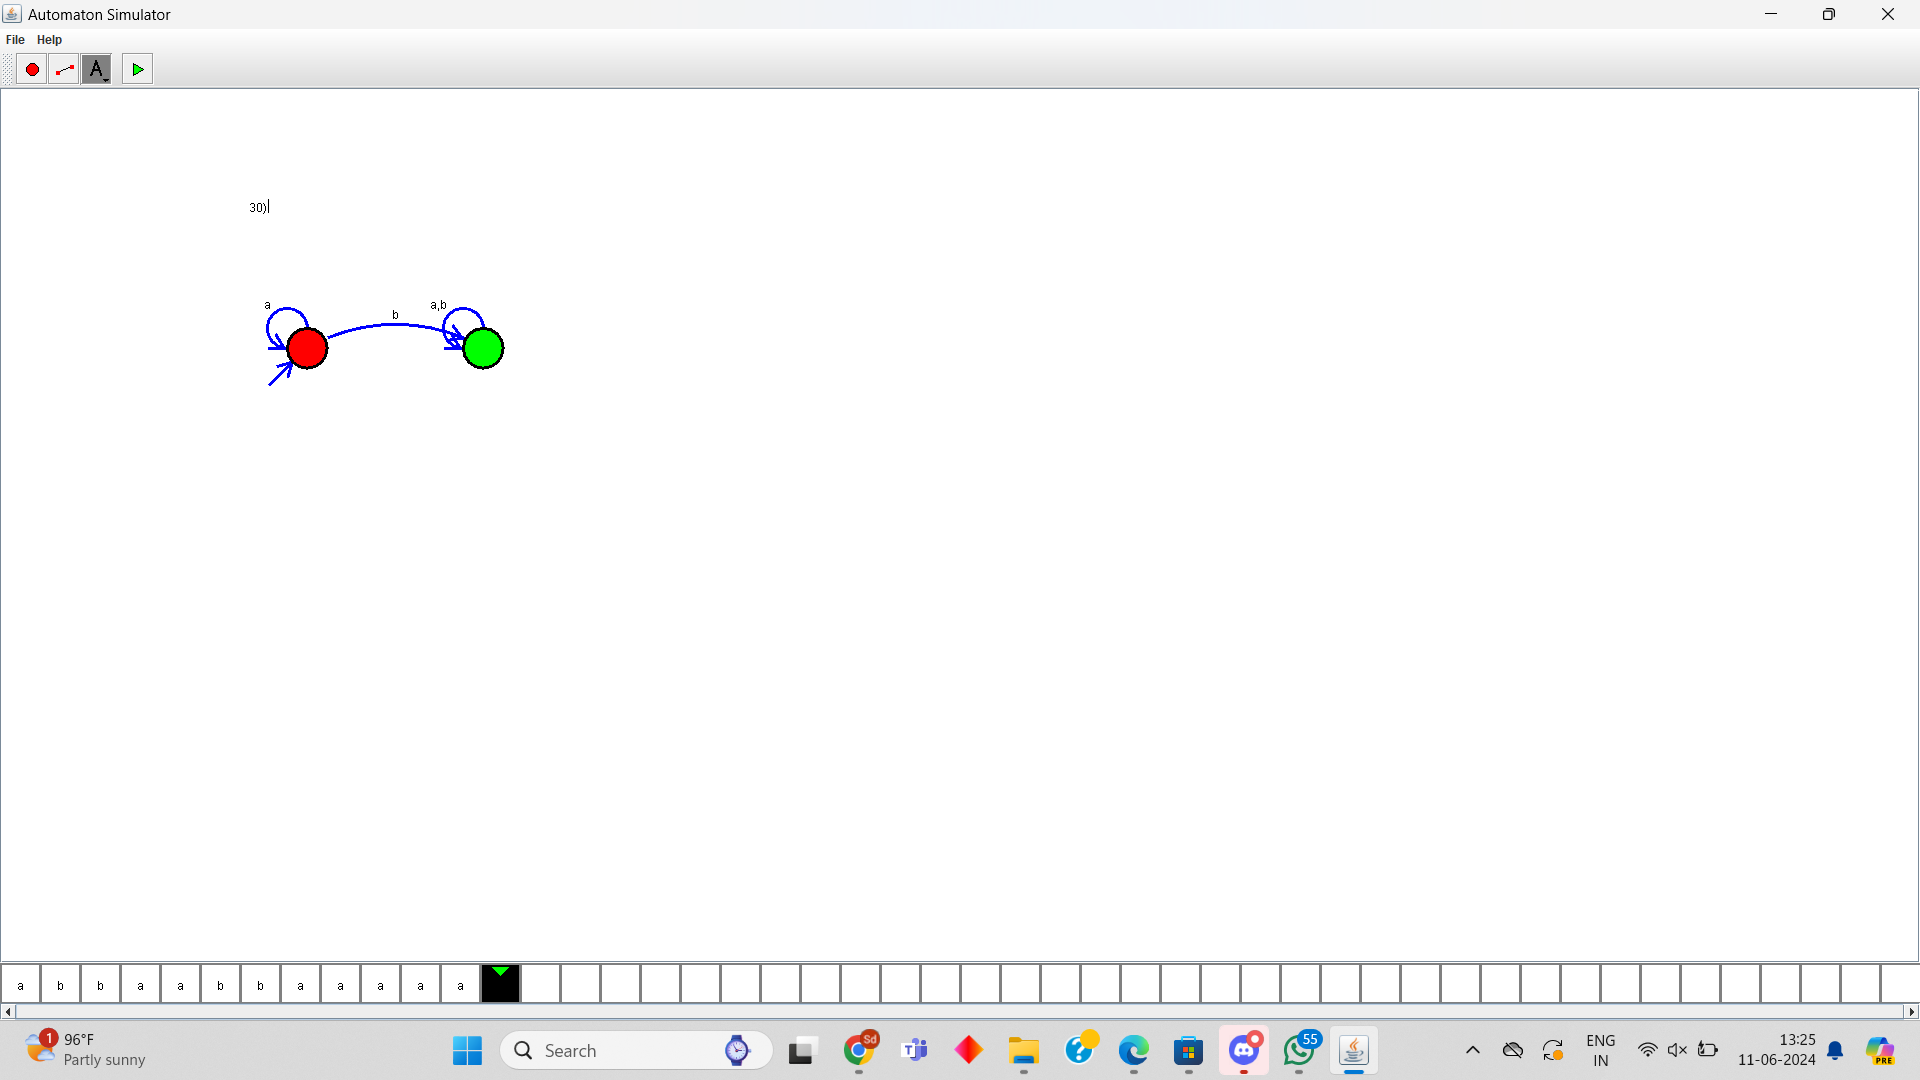 Automaton Simulator
File Help
A
30)
a
b
a,b
a b b a a b b a a a a a
1
96°F
Partly sunny
Search
Sd
55
ENG
IN
13:25
11-06-2024
PRE